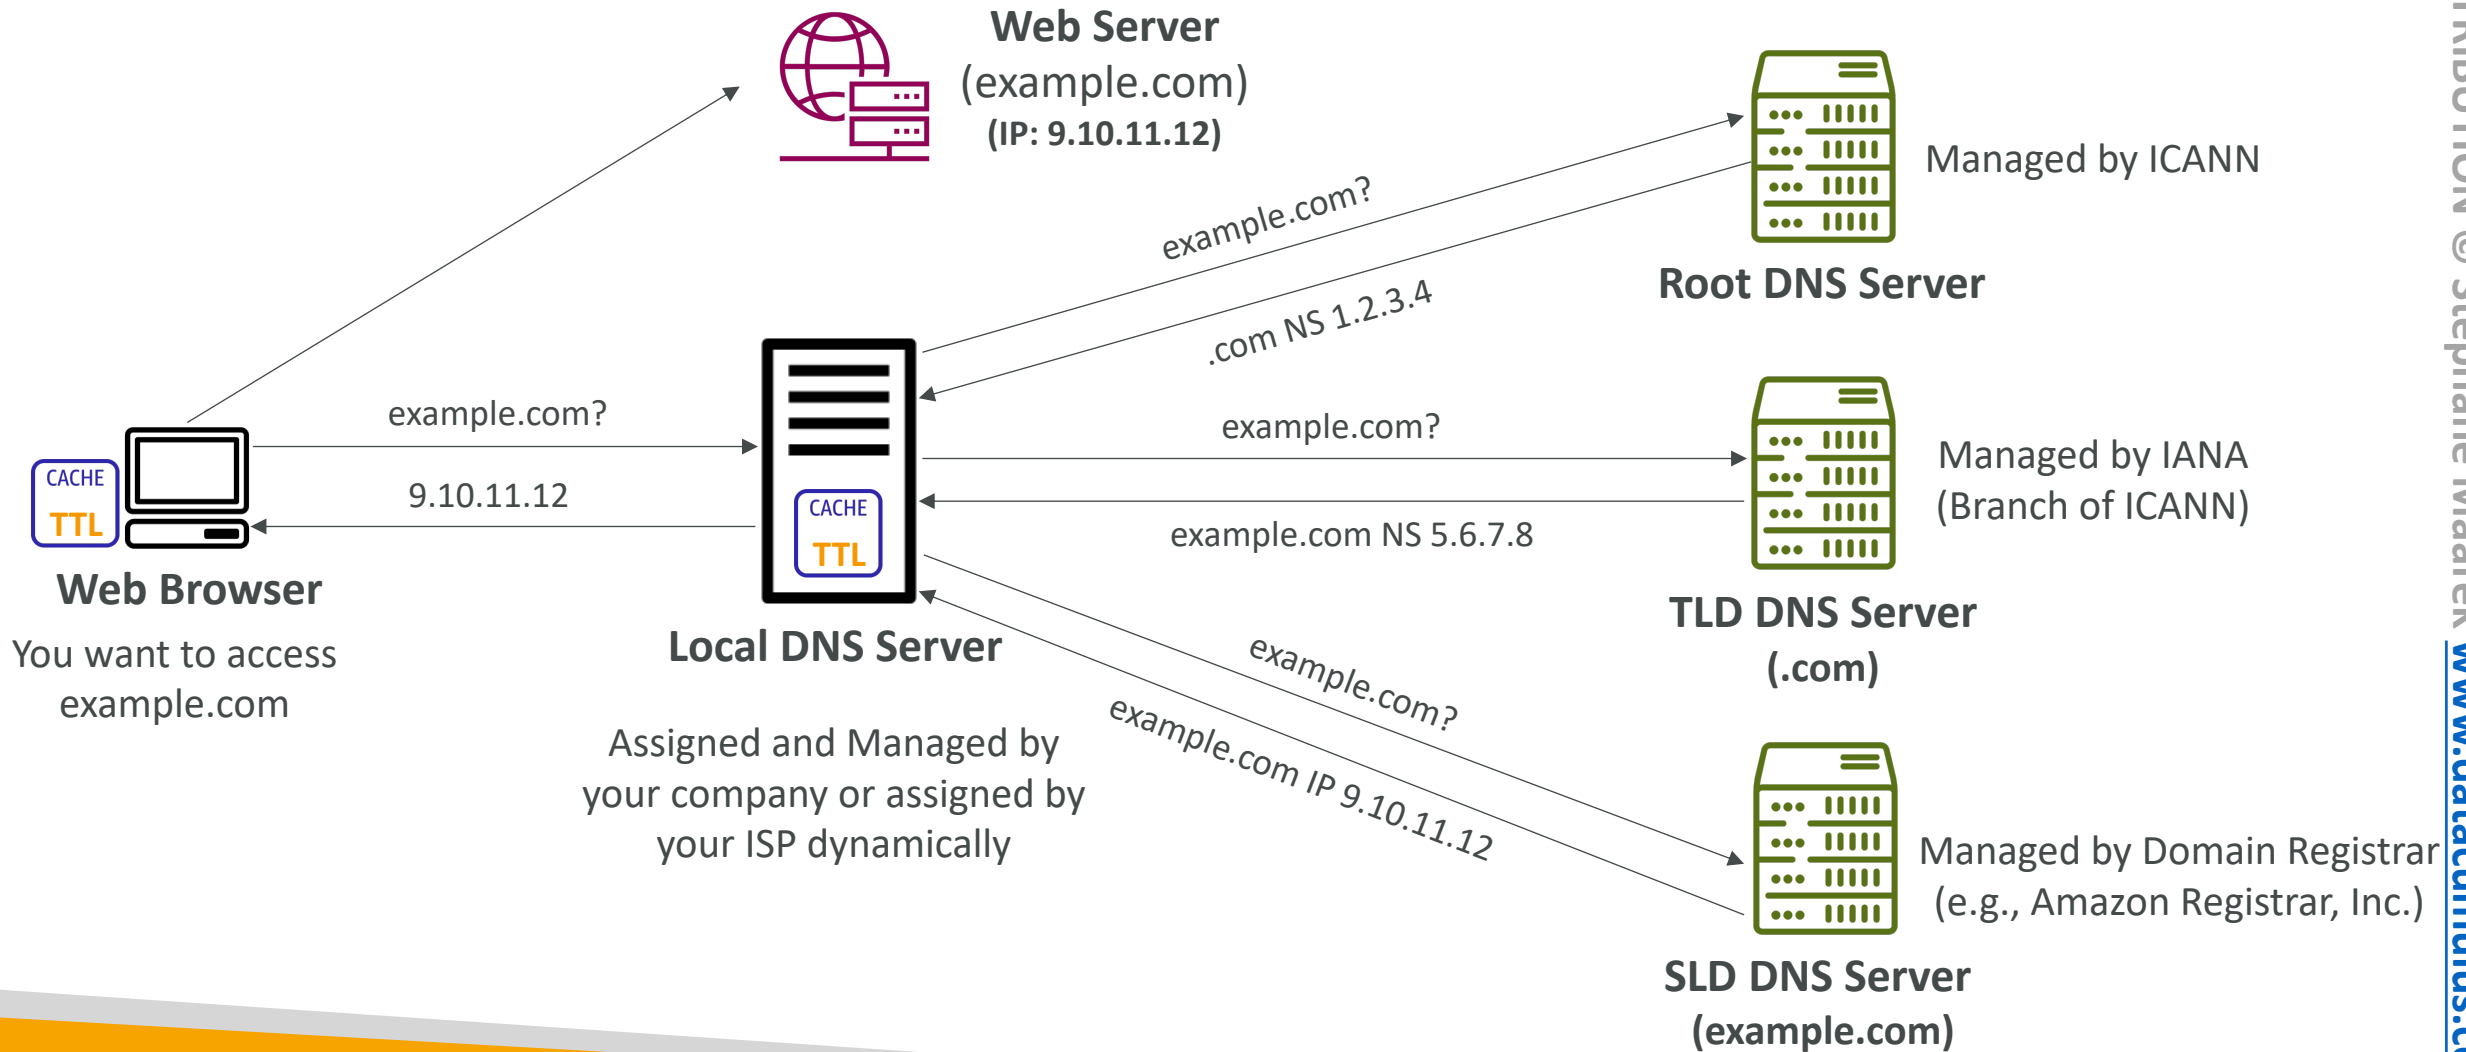 Web Server
(example.com)
(IP: 9.10.11.12)
Managed by ICANN
Root DNS Server
example.com?
.com NS 1.2.3.4
example.com?
9.10.11.12
CACHE
TTL
Web Browser
You want to access
example.com
CACHE
TTL
Local DNS Server
Assigned and Managed by
your company or assigned by
your ISP dynamically
example.com?
example.com NS 5.6.7.8
Managed by IANA
(Branch of ICANN)
TLD DNS Server
(.com)
example.com?
example.com IP 9.10.11.12
Managed by Domain Registrar
(e.g., Amazon Registrar, Inc.)
SLD DNS Server
(example.com)
© Stephane Maarek